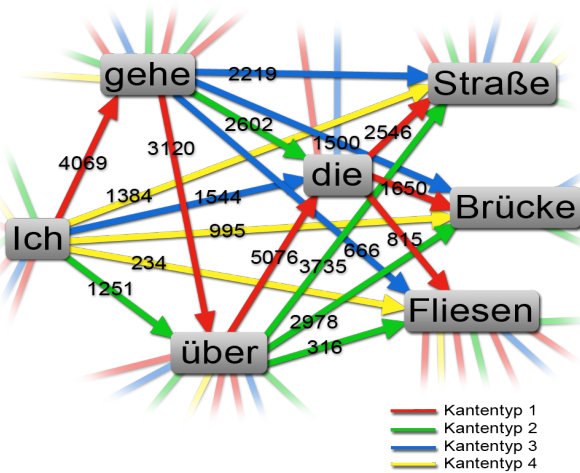 gehe
2219
Straße
2602
1500
2546
4069
3120
die
1384
1544
1650
Brücke
Ich
995
815
666
234
5076
3735
1251
Fliesen
2978
über
316
Kantentyp 1
Kantentyp 2
Kantentyp 3
Kantentyp 4